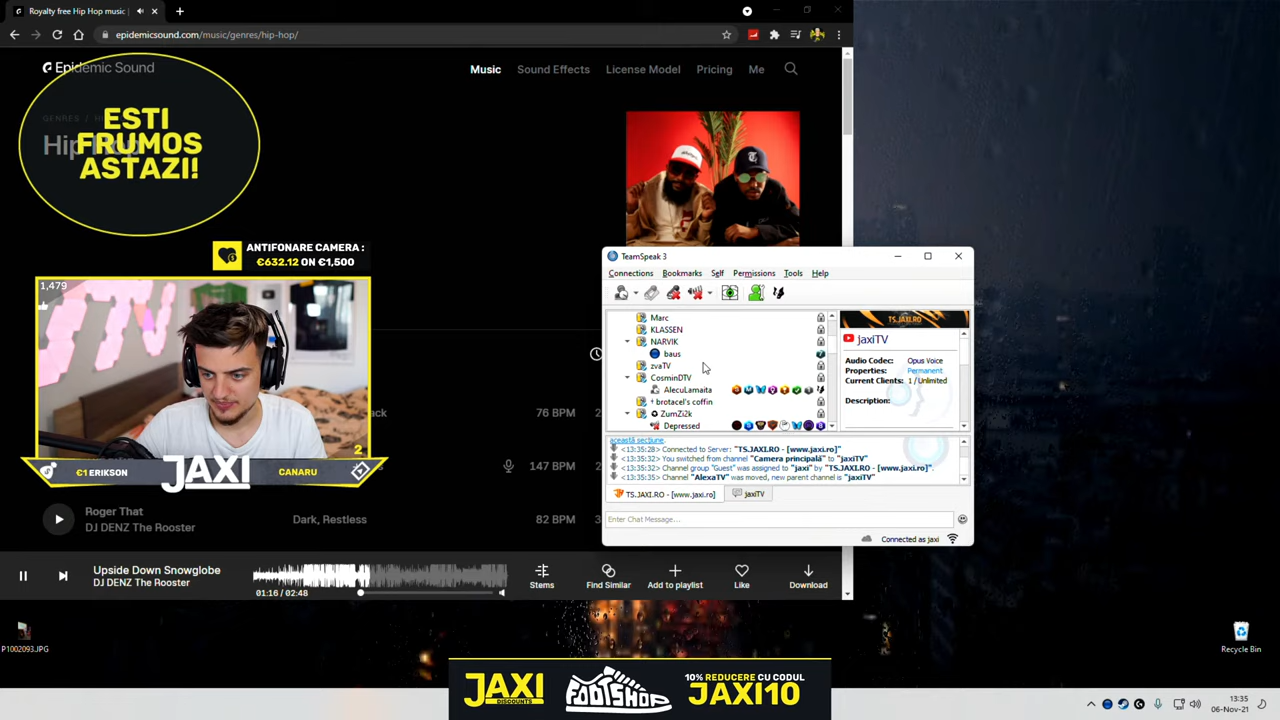 Royalty free Hip Hop music |
epidemicsound.com/music/genres/hip-hop/
Epidemic Sound
Music
Sound Effects
License Model
Pricing
Me
GENRES /
Hip Hop
ESTI
FRUMOS
ASTAZI!
ANTIFONARE CAMERA :
€632.12 ON €1,500
1,479
2
€1 ERIKSON
JAXI
CANARU
76 BPM
147 BPM
Roger That
DJ DENZ The Rooster
Dark, Restless
82 BPM
Upside Down Snowglobe
DJ DENZ The Rooster
01:16 / 02:48
Stems
Find Similar
Add to playlist
Like
Download
TeamSpeak 3
Connections
Bookmarks
Self
Permissions
Tools
Help
Marc
KLASSEN
NARVIK
baus
zvaTV
CosminDTV
AlecuLamaita
† brotacel's coffin
♻ ZumZi2k
Depressed
TS.JAXI.RO
jaxiTV
Audio Codec: Opus Voice
Properties: Permanent
Current Clients: 1 / Unlimited
Description:
această secțiune.
<13:35:28> Connected to Server: "TS.JAXI.RO - [www.jaxi.ro]"
<13:35:32> You switched from channel "Camera principală" to "jaxiTV"
<13:35:32> Channel group "Guest" was assigned to "jaxi" by "TS.JAXI.RO - [www.jaxi.ro]".
<13:35:35> Channel "AlexaTV" was moved, new parent channel is "jaxiTV"
TS.JAXI.RO - [www.jaxi.ro]
jaxiTV
Enter Chat Message...
Connected as jaxi
P1002093.JPG
Recycle Bin
JAXI
DISCOUNTS
FOOTSHOP
10% REDUCERE CU CODUL
JAXI10
13:35
06-Nov-21